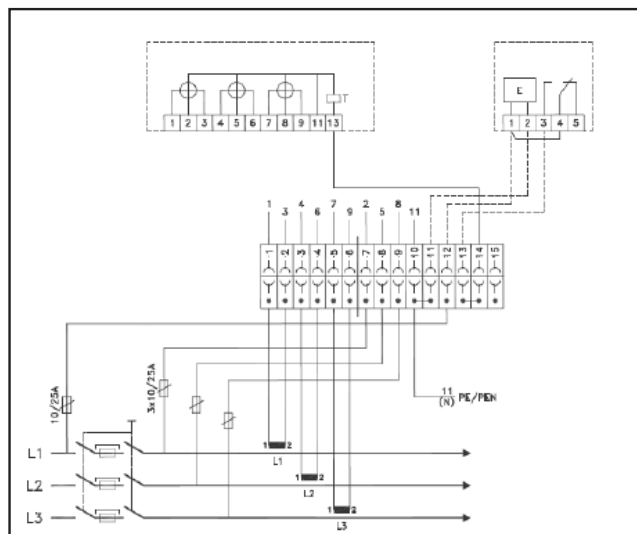 T
E
1 2 3 4 5 6 7 8 9 11 13
1 2 3 4 5
1 3 4 6 7 9 2 5 8 11
1 2 3 4 5 6 7 8 9 10 11 12 13 14 15
10/25A
3x10/25A
11
(N) PE/PEN
L1
1 2
L1
L2
1 2
L2
L3
1 2
L3